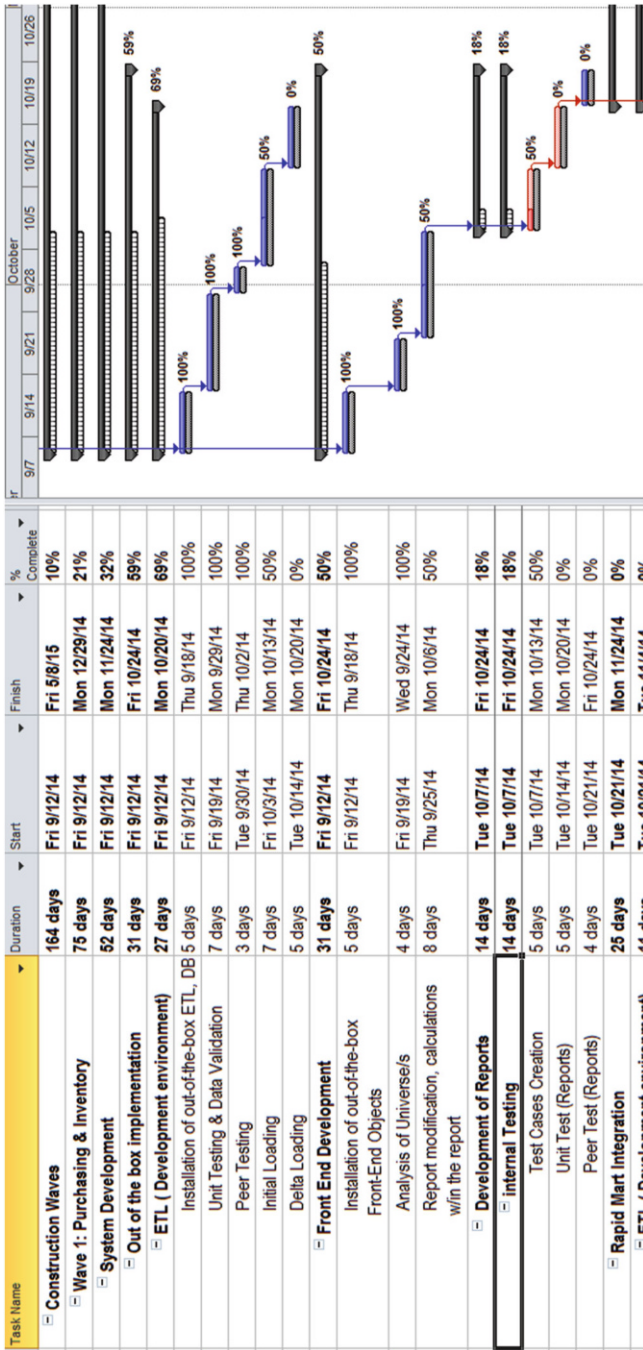 Task Name Duration Start Finish % Complete
Construction Waves 164 days Fri 9/12/14 Fri 5/8/15 10%
Wave 1: Purchasing & Inventory 75 days Fri 9/12/14 Mon 12/29/14 21%
System Development 52 days Fri 9/12/14 Mon 11/24/14 32%
Out of the box implementation 31 days Fri 9/12/14 Fri 10/24/14 59%
ETL ( Development environment) 27 days Fri 9/12/14 Mon 10/20/14 69%
Installation of out-of-the-box ETL, DB 5 days Fri 9/12/14 Thu 9/18/14 100%
Unit Testing & Data Validation 7 days Fri 9/19/14 Mon 9/29/14 100%
Peer Testing 3 days Tue 9/30/14 Thu 10/2/14 100%
Initial Loading 7 days Fri 10/3/14 Mon 10/13/14 50%
Delta Loading 5 days Tue 10/14/14 Mon 10/20/14 0%
Front End Development 31 days Fri 9/12/14 Fri 10/24/14 50%
Installation of out-of-the-box 5 days Fri 9/12/14 Thu 9/18/14 100%
Front-End Objects
Analysis of Universe/s 4 days Fri 9/19/14 Wed 9/24/14 100%
Report modification, calculations 8 days Thu 9/25/14 Mon 10/6/14 50%
w/in the report
Development of Reports 14 days Tue 10/7/14 Fri 10/24/14 18%
internal Testing 14 days Tue 10/7/14 Fri 10/24/14 18%
Test Cases Creation 5 days Tue 10/7/14 Mon 10/13/14 50%
Unit Test (Reports) 5 days Tue 10/14/14 Mon 10/20/14 0%
Peer Test (Reports) 4 days Tue 10/21/14 Fri 10/24/14 0%
Rapid Mart Integration 25 days Tue 10/21/14 Mon 11/24/14 0%
er October
9/7 9/14 9/21 9/28 10/5 10/12 10/19 10/26
59%
69%
100%
100%
100%
50%
0%
50%
100%
100%
50%
18%
18%
50%
0%
0%